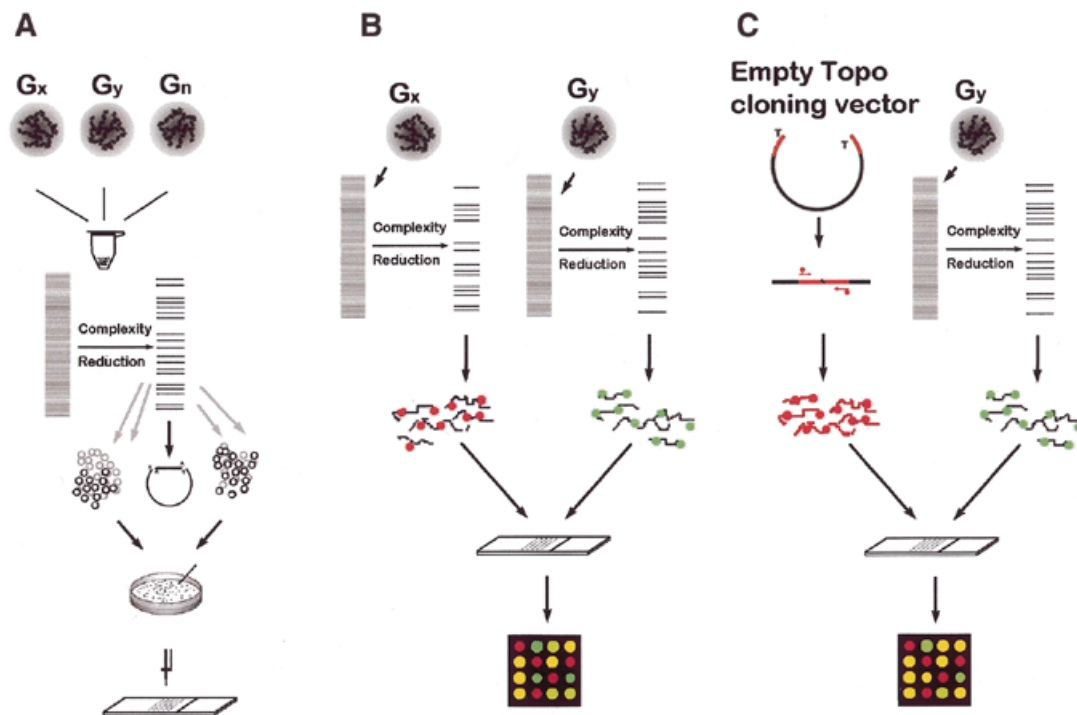 A
Gx Gy Gn
Complexity
Reduction
B
Gx
Gy
Complexity
Reduction
Complexity
Reduction
C
Empty Topo
cloning vector
Gy
T
T
Complexity
Reduction